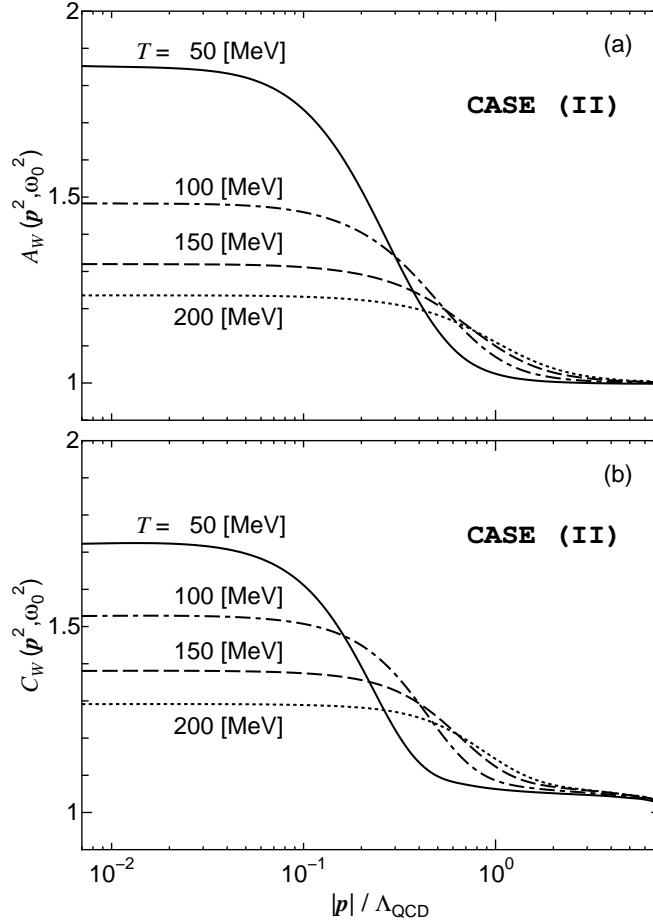 2
T = 50 [MeV]
(a)
CASE (II)
A_W(p²,ω₀²)
1.5
100 [MeV]
150 [MeV]
200 [MeV]
1
2
T = 50 [MeV]
(b)
CASE (II)
C_W(p²,ω₀²)
1.5
100 [MeV]
150 [MeV]
200 [MeV]
1
10⁻² 10⁻¹ 10⁰
|p| / Λ_QCD